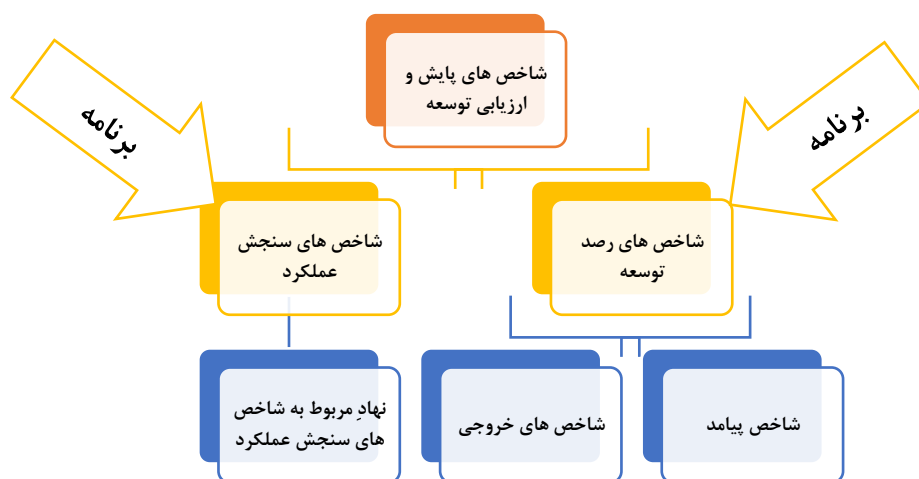 شاخص های پایش و
ارزیابی توسعه
برنامه
برنامه
شاخص های رصد
توسعه
شاخص های سنجش
عملکرد
شاخص پیامد
شاخص های خروجی
نهادِ مربوط به شاخص
های سنجش عملکرد